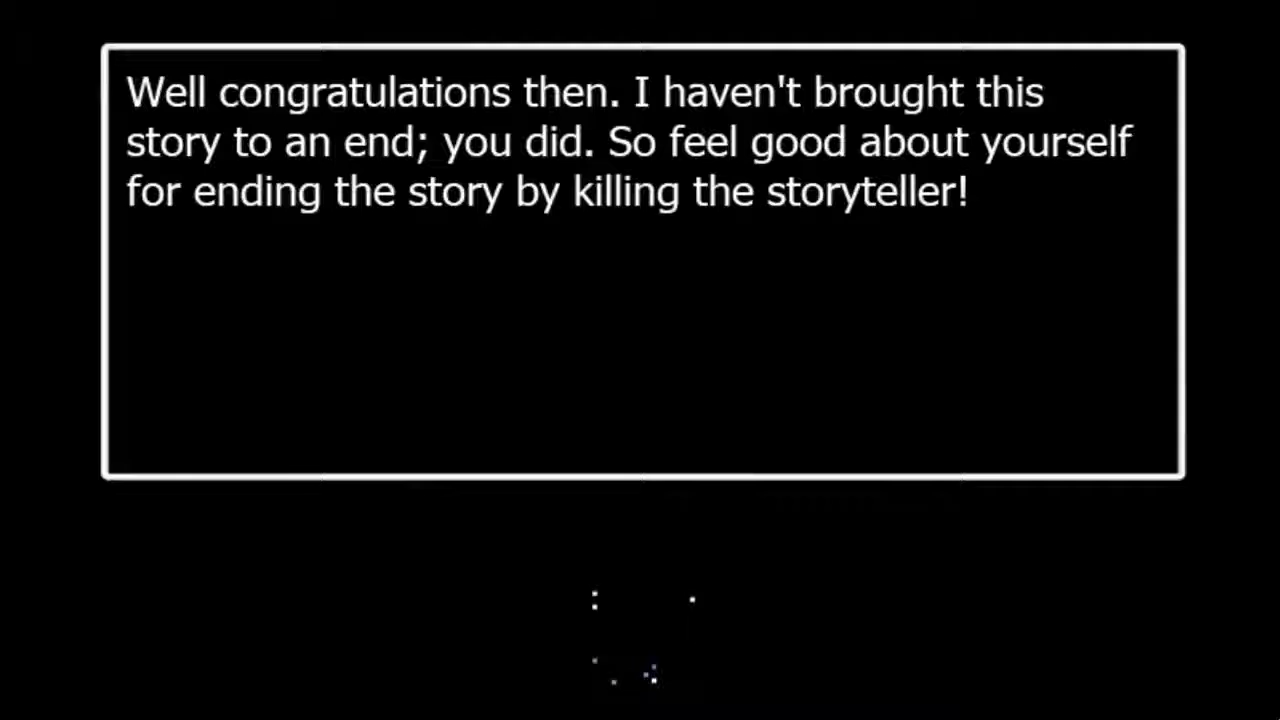 Well congratulations then. I haven't brought this
story to an end; you did. So feel good about yourself
for ending the story by killing the storyteller!